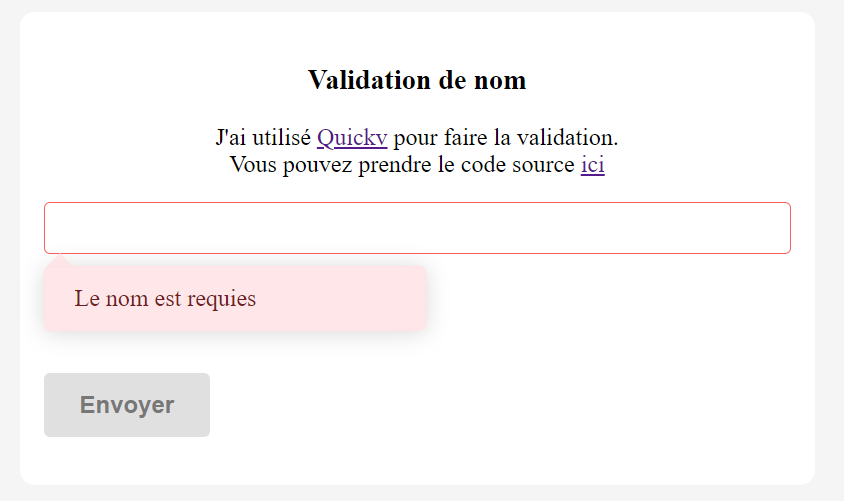 Validation de nom
J'ai utilisé Quickv pour faire la validation.
Vous pouvez prendre le code source ici
Le nom est requies
Envoyer